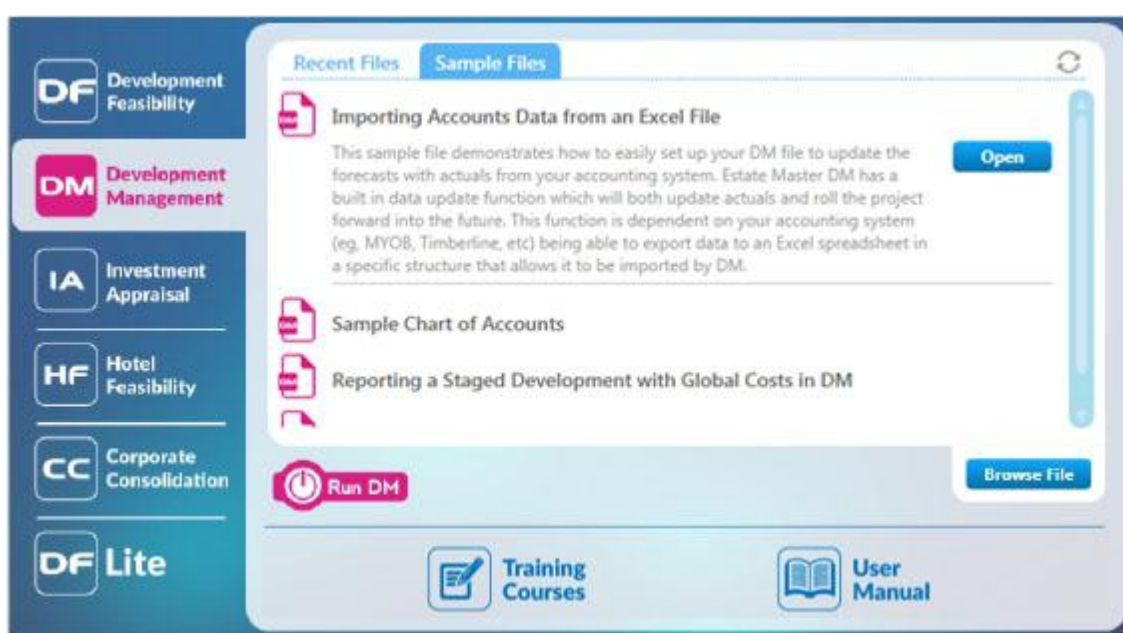 DF Development
Feasibility
DM Development
Management
IA Investment
Appraisal
HF Hotel
Feasibility
CC Corporate
Consolidation
DF Lite
Recent Files Sample Files
DM Importing Accounts Data from an Excel File
This sample file demonstrates how to easily set up your DM file to update the
forecasts with actuals from your accounting system. Estate Master DM has a
built in data update function which will both update actuals and roll the project
forward into the future. This function is dependent on your accounting system
(eg, MYOB, Timberline, etc) being able to export data to an Excel spreadsheet in
a specific structure that allows it to be imported by DM.
Open
DM Sample Chart of Accounts
DM Reporting a Staged Development with Global Costs in DM
Run DM
Browse File
Training
Courses
User
Manual